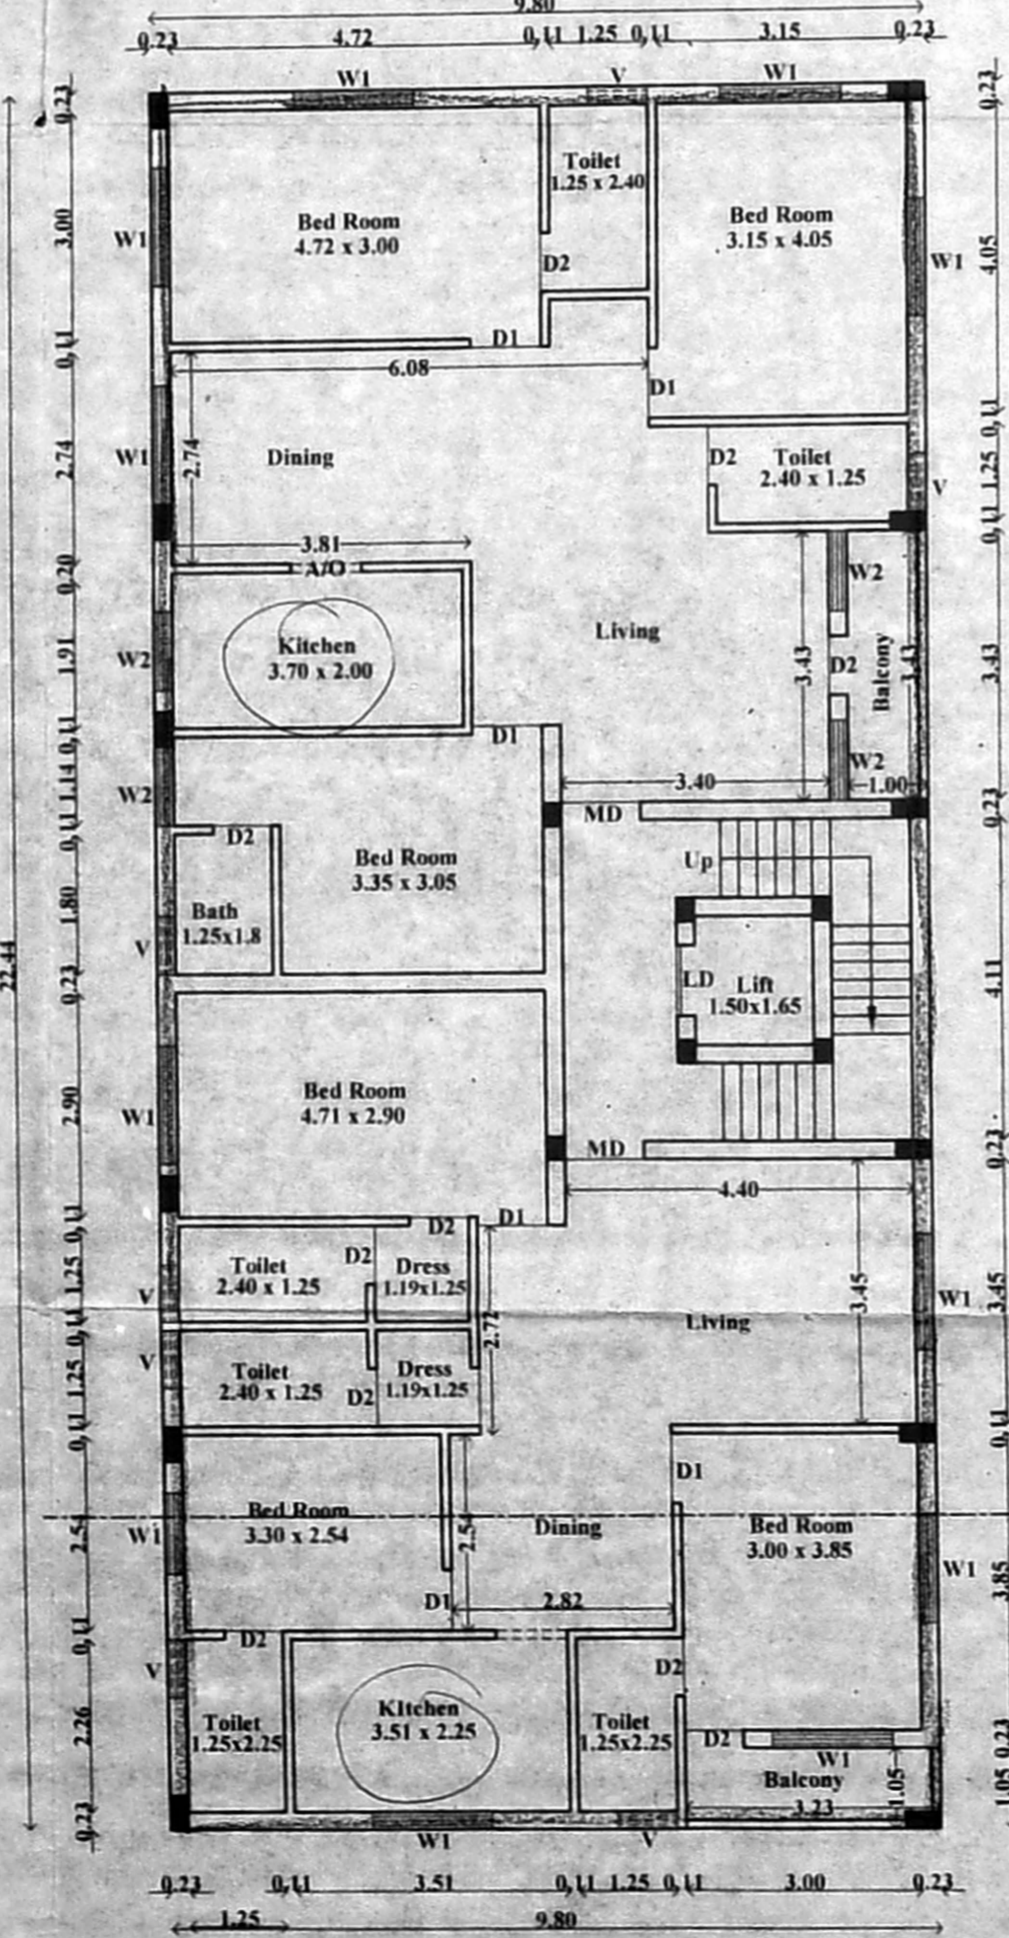 9.80
0.23 4.72 0.11 1.25 0.11 3.15 0.23
W1 V W1
0.23
0.23
Toilet
1.25 x 2.40
Bed Room
4.72 x 3.00
Bed Room
3.15 x 4.05
3.00
W1
D2
W1
4.05
0.11
D1
6.08
D1
2.74
W1
2.74
Dining
D2
Toilet
2.40 x 1.25
V
0.11 1.25 0.11
3.81
A/O
0.20
W2
Kitchen
3.70 x 2.00
Living
1.91
W2
3.43
D2
Balcony
3.43
3.43
0.11
D1
W2
3.40
1.00
1.14
W2
MD
0.23
0.11
D2
Up
Bed Room
3.35 x 3.05
1.80
Bath
1.25x1.8
V
0.23
LD
Lift
1.50x1.65
4.11
22.44
2.90
W1
Bed Room
4.71 x 2.90
MD
0.23
4.40
0.11
D2
D1
1.25
Toilet
2.40 x 1.25
D2
Dress
1.19x1.25
V
0.11
2.72
Living
3.45
W1
3.45
V
1.25
Toilet
2.40 x 1.25
D2
Dress
1.19x1.25
0.11
0.11
D1
2.54
W1
Bed Room
3.30 x 2.54
2.54
Dining
Bed Room
3.00 x 3.85
W1
3.85
D1
2.82
0.11
D2
V
D2
2.26
Toilet
1.25x2.25
KItchen
3.51 x 2.25
Toilet
1.25x2.25
D2
W1
0.23
Balcony
1.05
1.05
3.23
0.23
W1
V
0.23 0.11 3.51 0.11 1.25 0.11 3.00 0.23
1.25 9.80